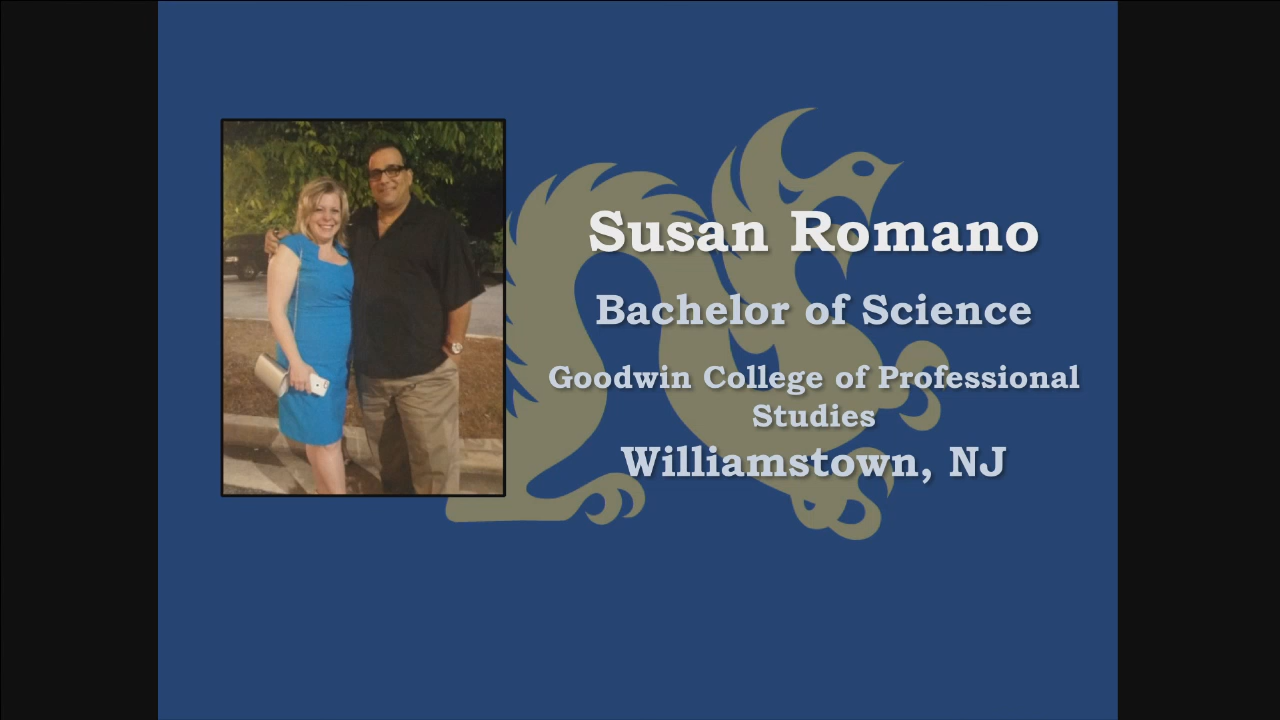 Susan Romano
Bachelor of Science
Goodwin College of Professional
Studies
Williamstown, NJ